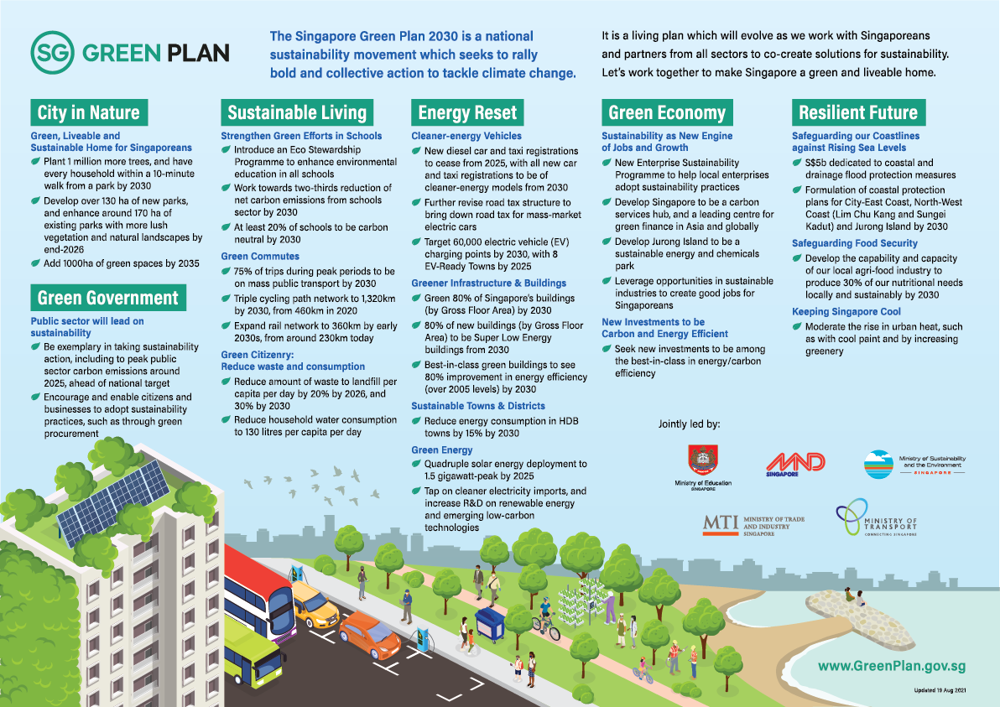 SG GREEN PLAN
The Singapore Green Plan 2030 is a national
sustainability movement which seeks to rally
bold and collective action to tackle climate change.
It is a living plan which will evolve as we work with Singaporeans
and partners from all sectors to co-create solutions for sustainability.
Let's work together to make Singapore a green and liveable home.
City in Nature
Green, Liveable and
Sustainable Home for Singaporeans
Plant 1 million more trees, and have
every household within a 10-minute
walk from a park by 2030
Develop over 130 ha of new parks,
and enhance around 170 ha of
existing parks with more lush
vegetation and natural landscapes by
end-2026
Add 1000ha of green spaces by 2035
Green Government
Public sector will lead on
sustainability
Be exemplary in taking sustainability
action, including to peak public
sector carbon emissions around
2025, ahead of national target
Encourage and enable citizens and
businesses to adopt sustainability
practices, such as through green
procurement
Sustainable Living
Strengthen Green Efforts in Schools
Introduce an Eco Stewardship
Programme to enhance environmental
education in all schools
Work towards two-thirds reduction of
net carbon emissions from schools
sector by 2030
At least 20% of schools to be carbon
neutral by 2030
Green Commutes
75% of trips during peak periods to be
on mass public transport by 2030
Triple cycling path network to 1,320km
by 2030, from 460km in 2020
Expand rail network to 360km by early
2030s, from around 230km today
Green Citizenry:
Reduce waste and consumption
Reduce amount of waste to landfill per
capita per day by 20% by 2026, and
30% by 2030
Reduce household water consumption
to 130 litres per capita per day
Energy Reset
Cleaner-energy Vehicles
New diesel car and taxi registrations
to cease from 2025, with all new car
and taxi registrations to be of
cleaner-energy models from 2030
Further revise road tax structure to
bring down road tax for mass-market
electric cars
Target 60,000 electric vehicle (EV)
charging points by 2030, with 8
EV-Ready Towns by 2025
Greener Infrastructure & Buildings
Green 80% of Singapore's buildings
(by Gross Floor Area) by 2030
80% of new buildings (by Gross Floor
Area) to be Super Low Energy
buildings from 2030
Best-in-class green buildings to see
80% improvement in energy efficiency
(over 2005 levels) by 2030
Sustainable Towns & Districts
Reduce energy consumption in HDB
towns by 15% by 2030
Green Energy
Quadruple solar energy deployment to
1.5 gigawatt-peak by 2025
Tap on cleaner electricity imports, and
increase R&D on renewable energy
and emerging low-carbon
technologies
Green Economy
Sustainability as New Engine
of Jobs and Growth
New Enterprise Sustainability
Programme to help local enterprises
adopt sustainability practices
Develop Singapore to be a carbon
services hub, and a leading centre for
green finance in Asia and globally
Develop Jurong Island to be a
sustainable energy and chemicals
park
Leverage opportunities in sustainable
industries to create good jobs for
Singaporeans
New Investments to be
Carbon and Energy Efficient
Seek new investments to be among
the best-in-class in energy/carbon
efficiency
Resilient Future
Safeguarding our Coastlines
against Rising Sea Levels
S$5b dedicated to coastal and
drainage flood protection measures
Formulation of coastal protection
plans for City-East Coast, North-West
Coast (Lim Chu Kang and Sungei
Kadut) and Jurong Island by 2030
Safeguarding Food Security
Develop the capability and capacity
of our local agri-food industry to
produce 30% of our nutritional needs
locally and sustainably by 2030
Keeping Singapore Cool
Moderate the rise in urban heat, such
as with cool paint and by increasing
greenery
Jointly led by:
Ministry of Education
SINGAPORE
MND
SINGAPORE
Ministry of Sustainability
and the Environment
SINGAPORE
MTI
MINISTRY OF TRADE
AND INDUSTRY
SINGAPORE
MINISTRY OF
TRANSPORT
CONNECTING SINGAPORE
www.GreenPlan.gov.sg
Updated 19 Aug 2021